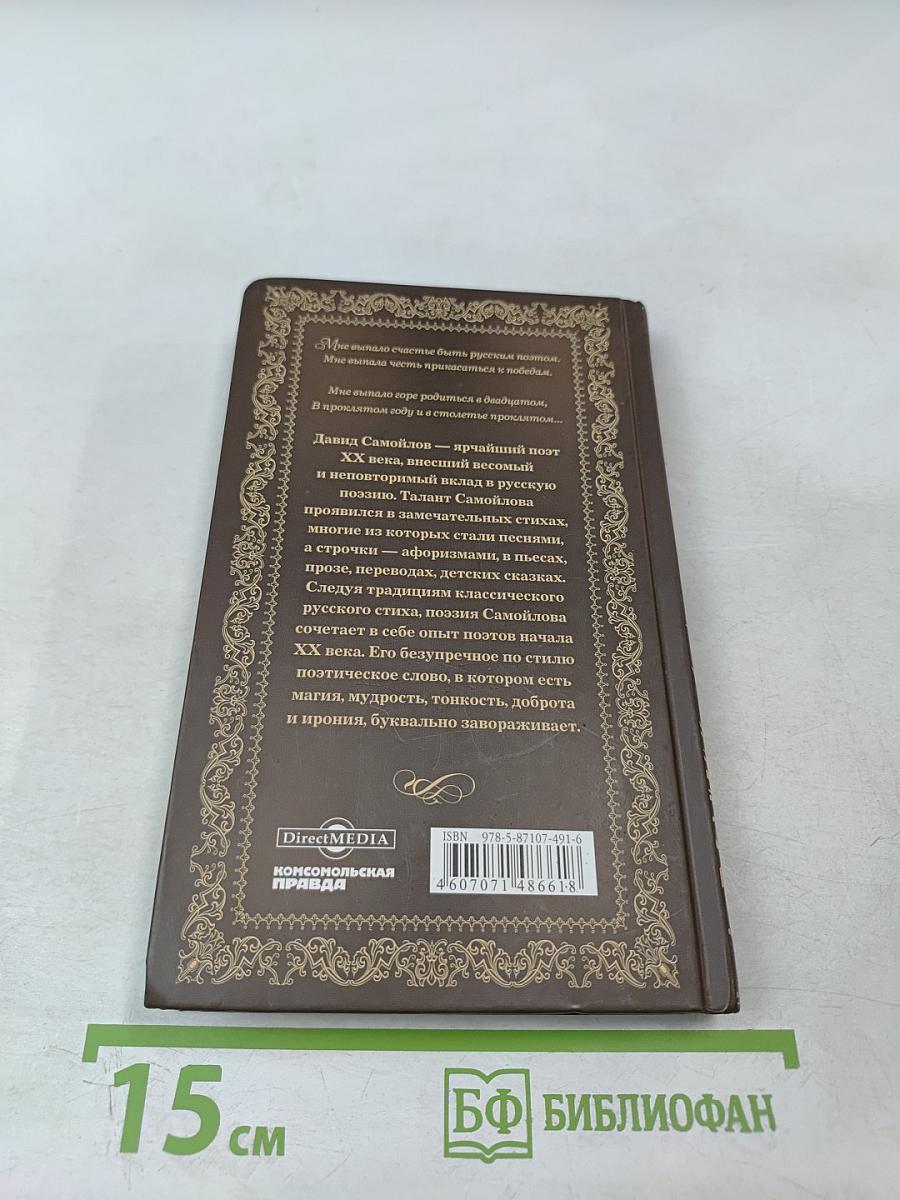 Мне выпало счастье быть русским поэтом.
Мне выпала честь прикасаться к победам.
Мне выпало горе родиться в двадцатом,
В проклятом году и в столетье проклятом...
Давид Самойлов — ярчайший поэт
XX века, внесший весомый
и неповторимый вклад в русскую
поэзию. Талант Самойлова
проявился в замечательных стихах,
многие из которых стали песнями,
а строчки — афоризмами, в пьесах,
прозе, переводах, детских сказках.
Следуя традициям классического
русского стиха, поэзия Самойлова
сочетает в себе опыт поэтов начала
XX века. Его безупречное по стилю
поэтическое слово, в котором есть
магия, мудрость, тонкость, доброта
и ирония, буквально завораживает.
DirectMEDIA
КОМСОМОЛЬСКАЯ
ПРАВДА
ISBN 978-5-87107-491-6
4 607071 486618
15 см
БФ БИБЛИОФАН